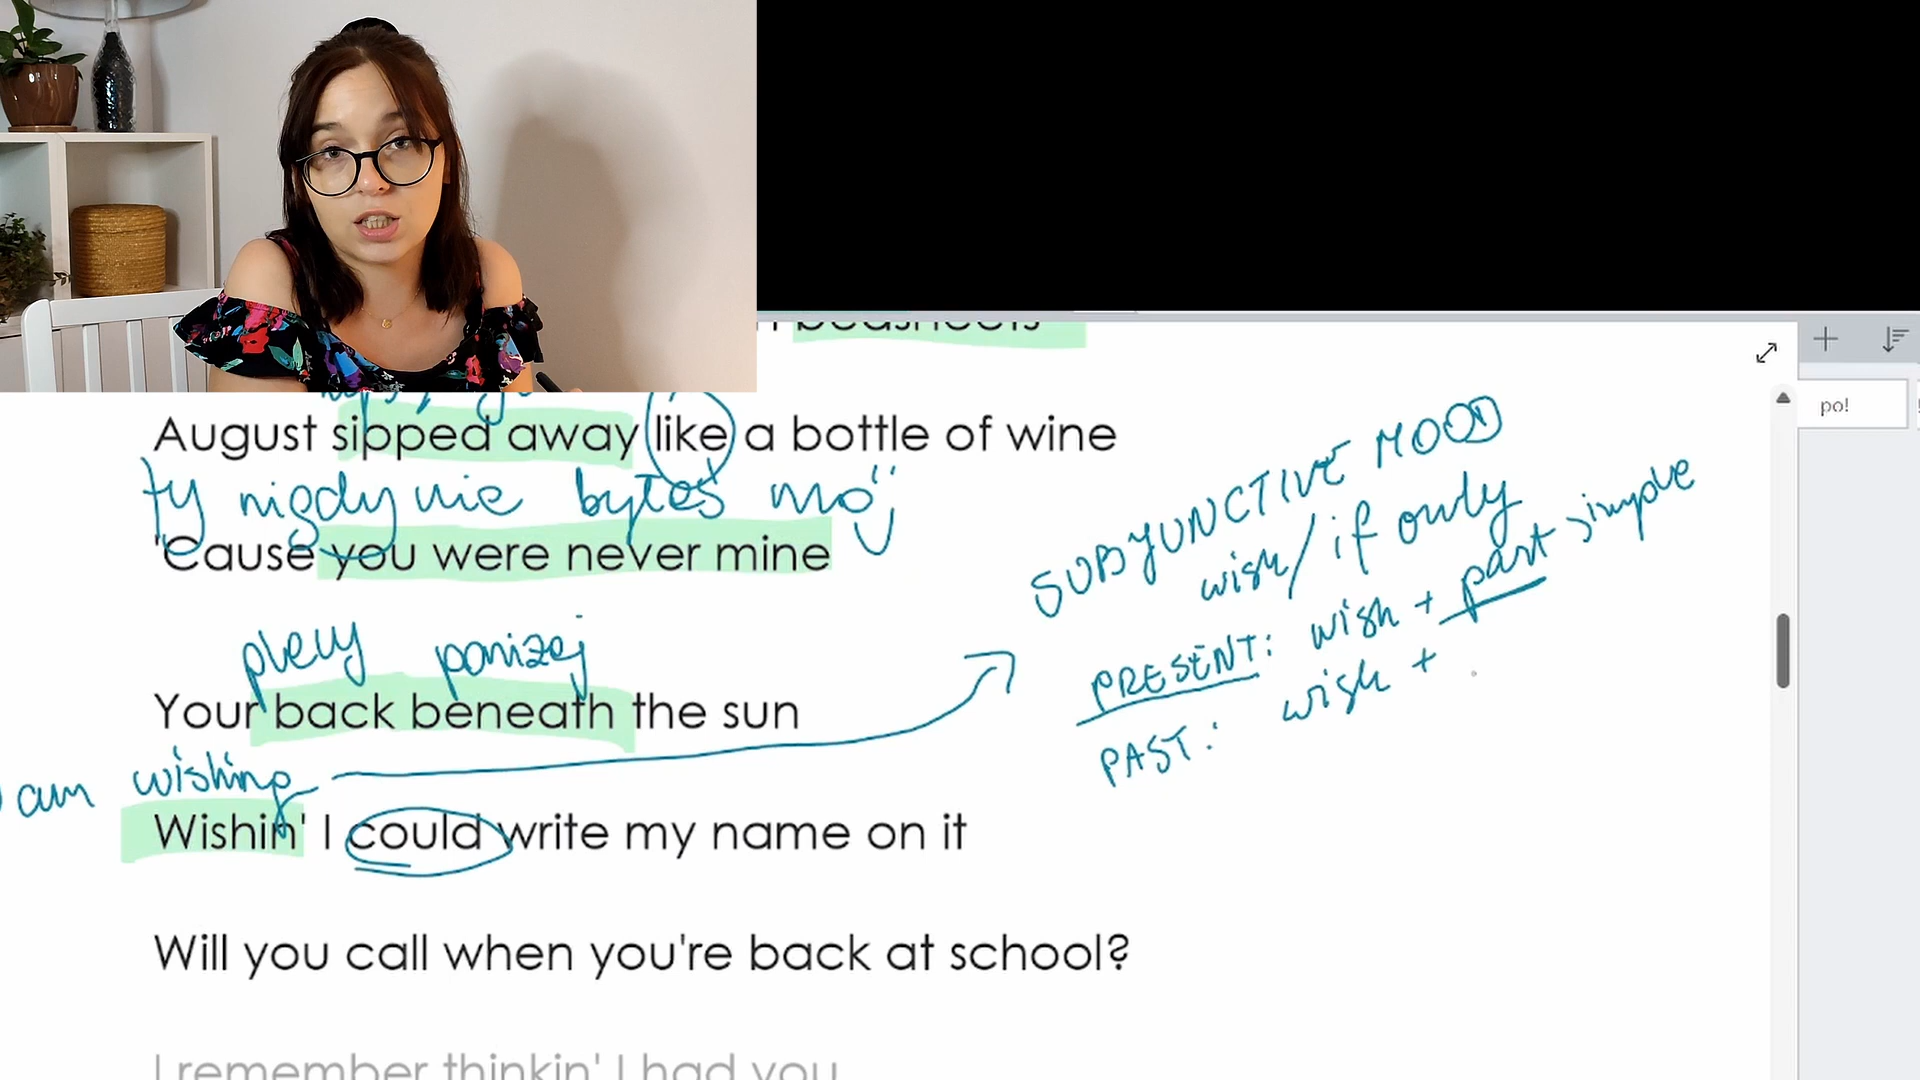 bedsheets
August sipped away like a bottle of wine
ty nigdy nie byłeś mój
'Cause you were never mine
plecy poniżej
Your back beneath the sun
am wishing
Wishin' I could write my name on it
Will you call when you're back at school?
I remember thinkin' I had you
SUBJUNCTIVE MOOD
wish/if only
PRESENT: wish + past simple
PAST: wish +
po!